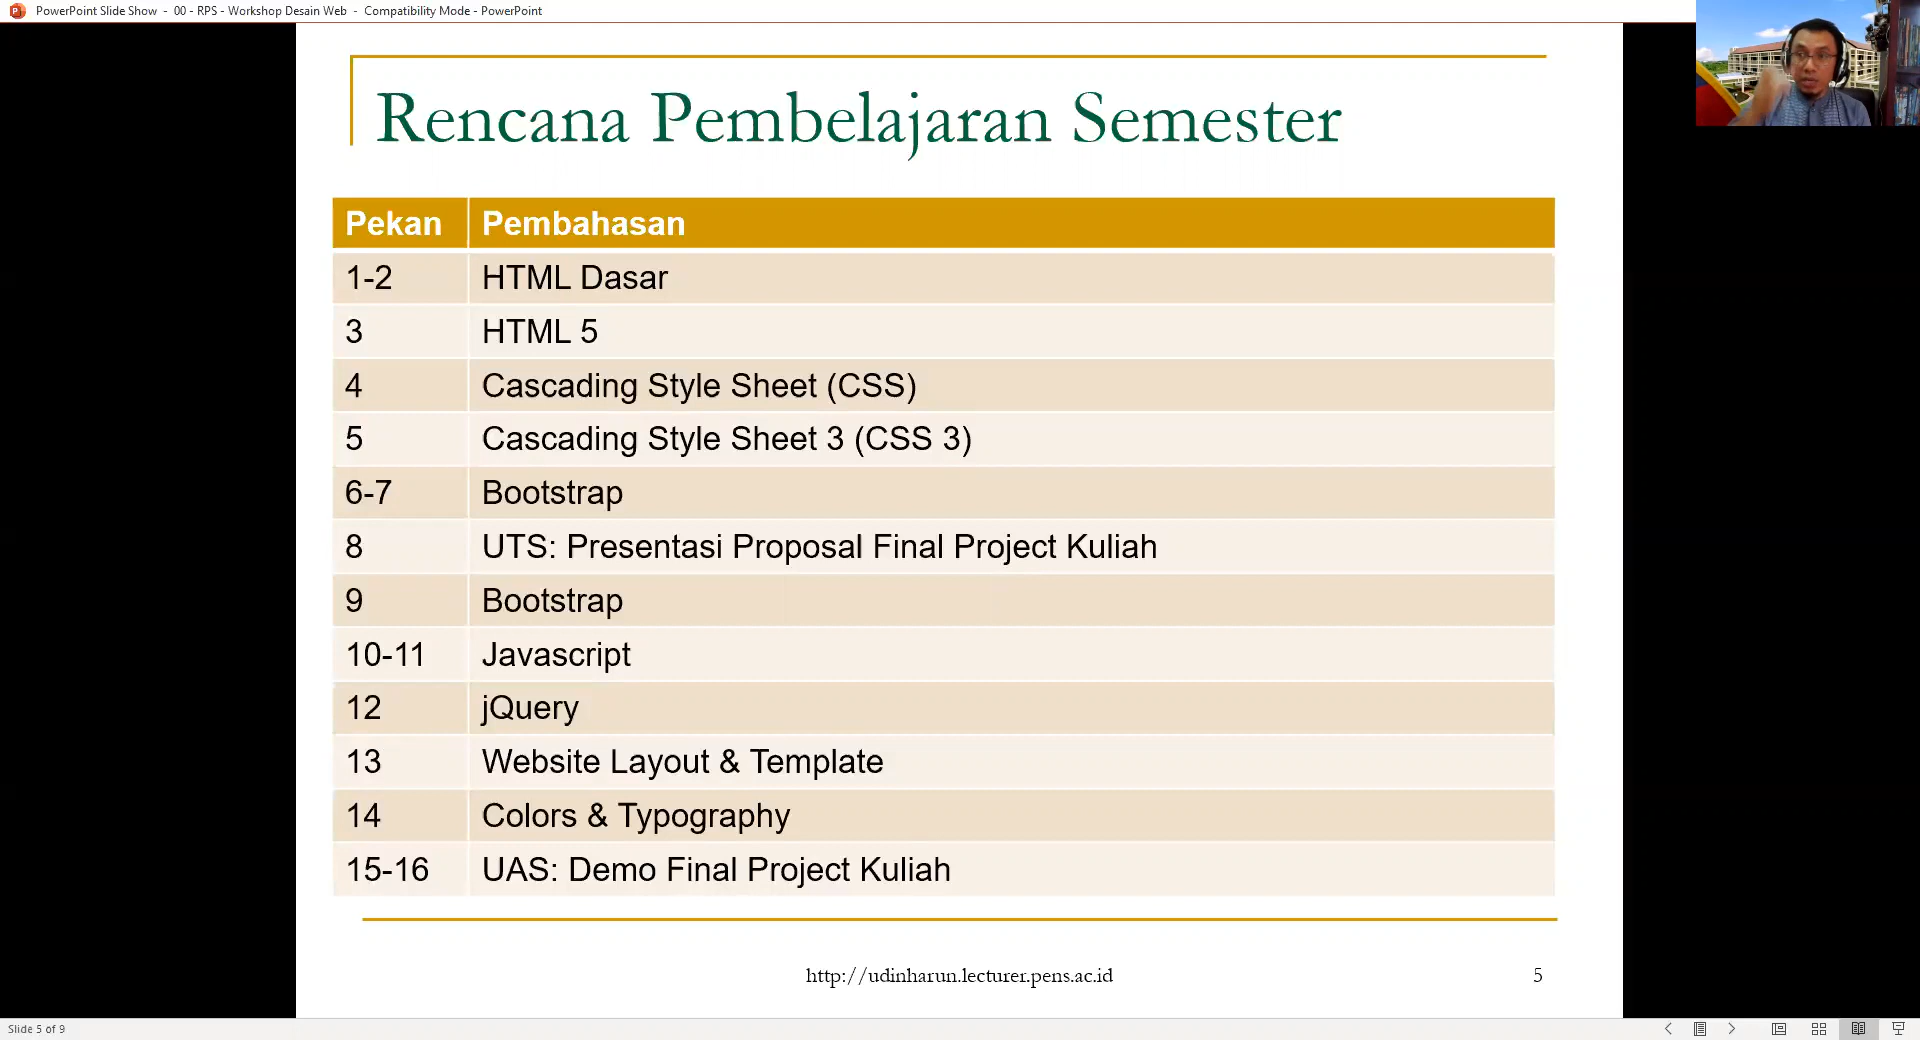 PowerPoint Slide Show - 00 - RPS - Workshop Desain Web - Compatibility Mode - PowerPoint
Rencana Pembelajaran Semester
Pekan Pembahasan
1-2 HTML Dasar
3 HTML 5
4 Cascading Style Sheet (CSS)
5 Cascading Style Sheet 3 (CSS 3)
6-7 Bootstrap
8 UTS: Presentasi Proposal Final Project Kuliah
9 Bootstrap
10-11 Javascript
12 jQuery
13 Website Layout & Template
14 Colors & Typography
15-16 UAS: Demo Final Project Kuliah
http://udinharun.lecturer.pens.ac.id 5
Slide 5 of 9